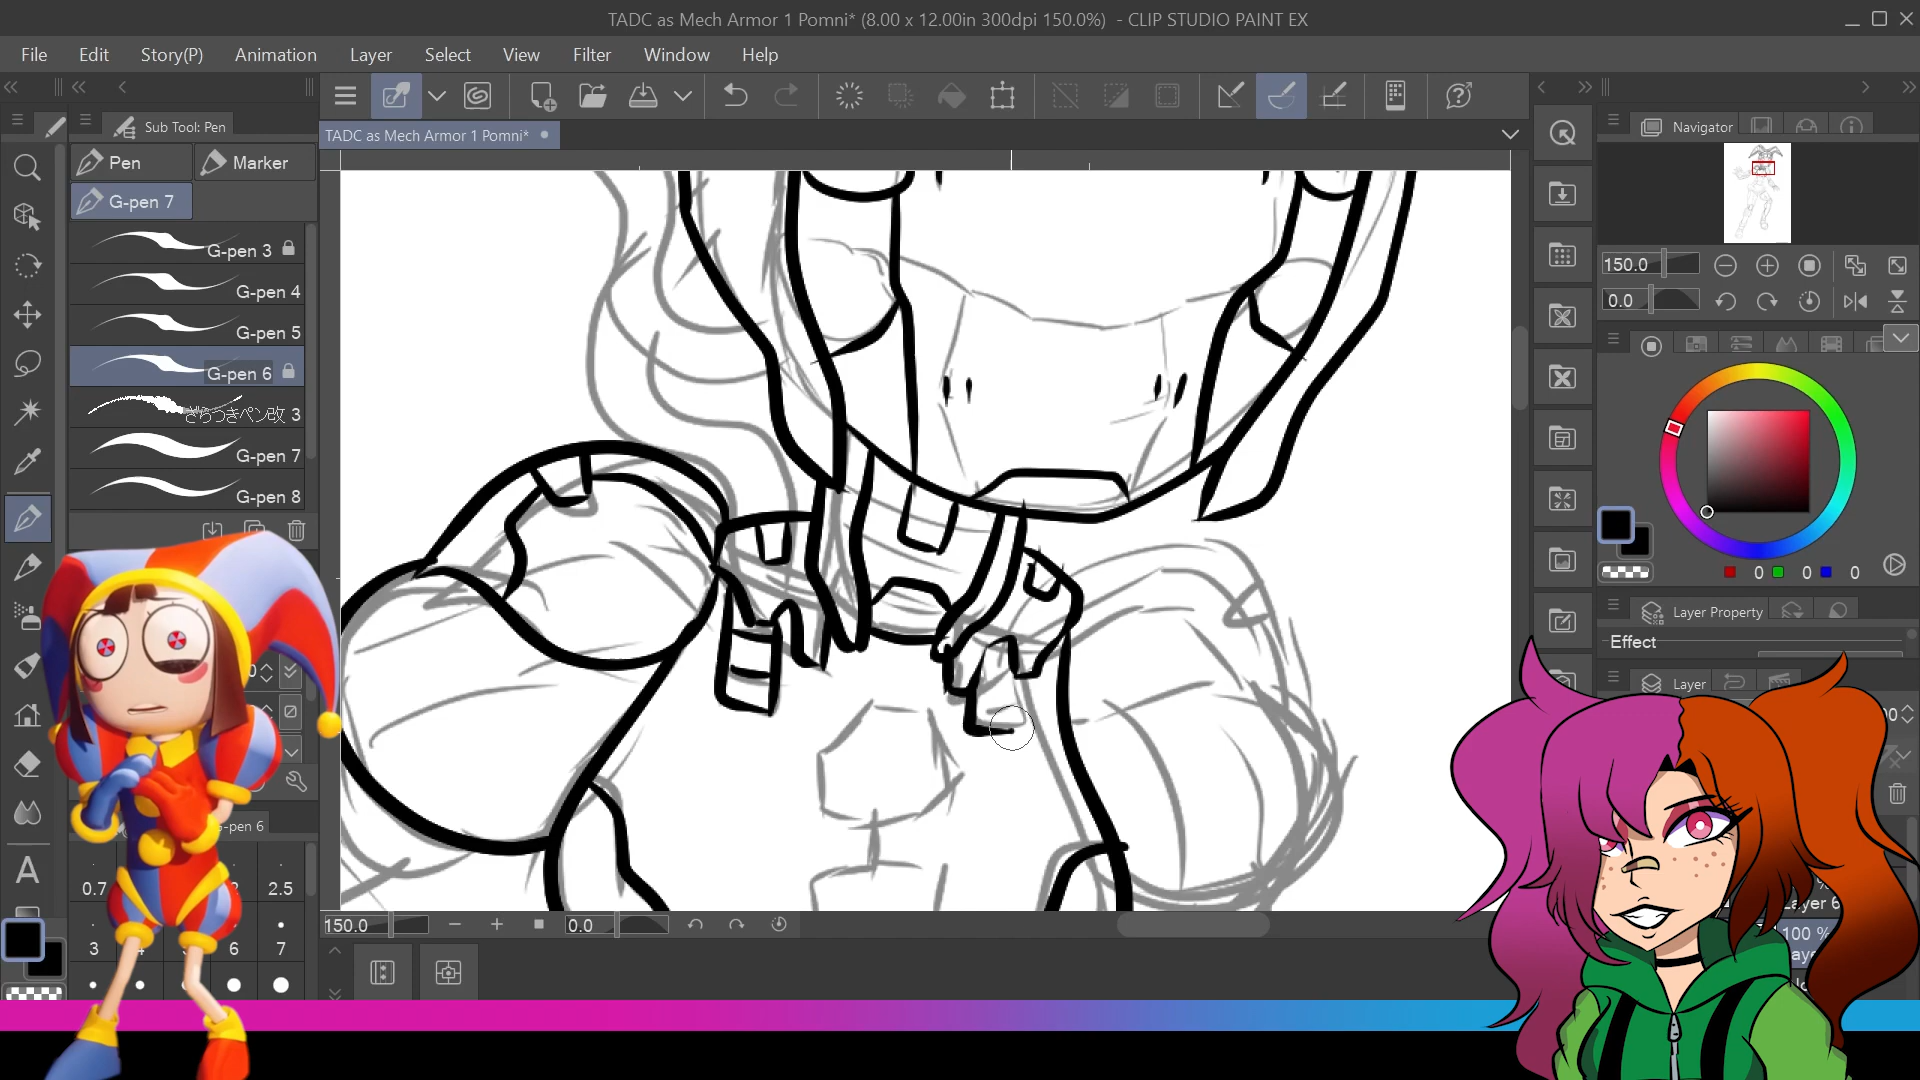 TADC as Mech Armor 1 Pomni* (8.00 x 12.00in 300dpi 150.0%) - CLIP STUDIO PAINT EX
File Edit Story(P) Animation Layer Select View Filter Window Help
Sub Tool: Pen
TADC as Mech Armor 1 Pomni*
Navigator
Pen Marker
G-pen 7
G-pen 3
G-pen 4
G-pen 5
G-pen 6
ざらつきペン改 3
G-pen 7
G-pen 8
150.0
0.0
0 0 0
Layer Property
Effect
Layer
-pen 6
0.7 2.5
3 6 7
150.0 0.0
Layer 6
100 %